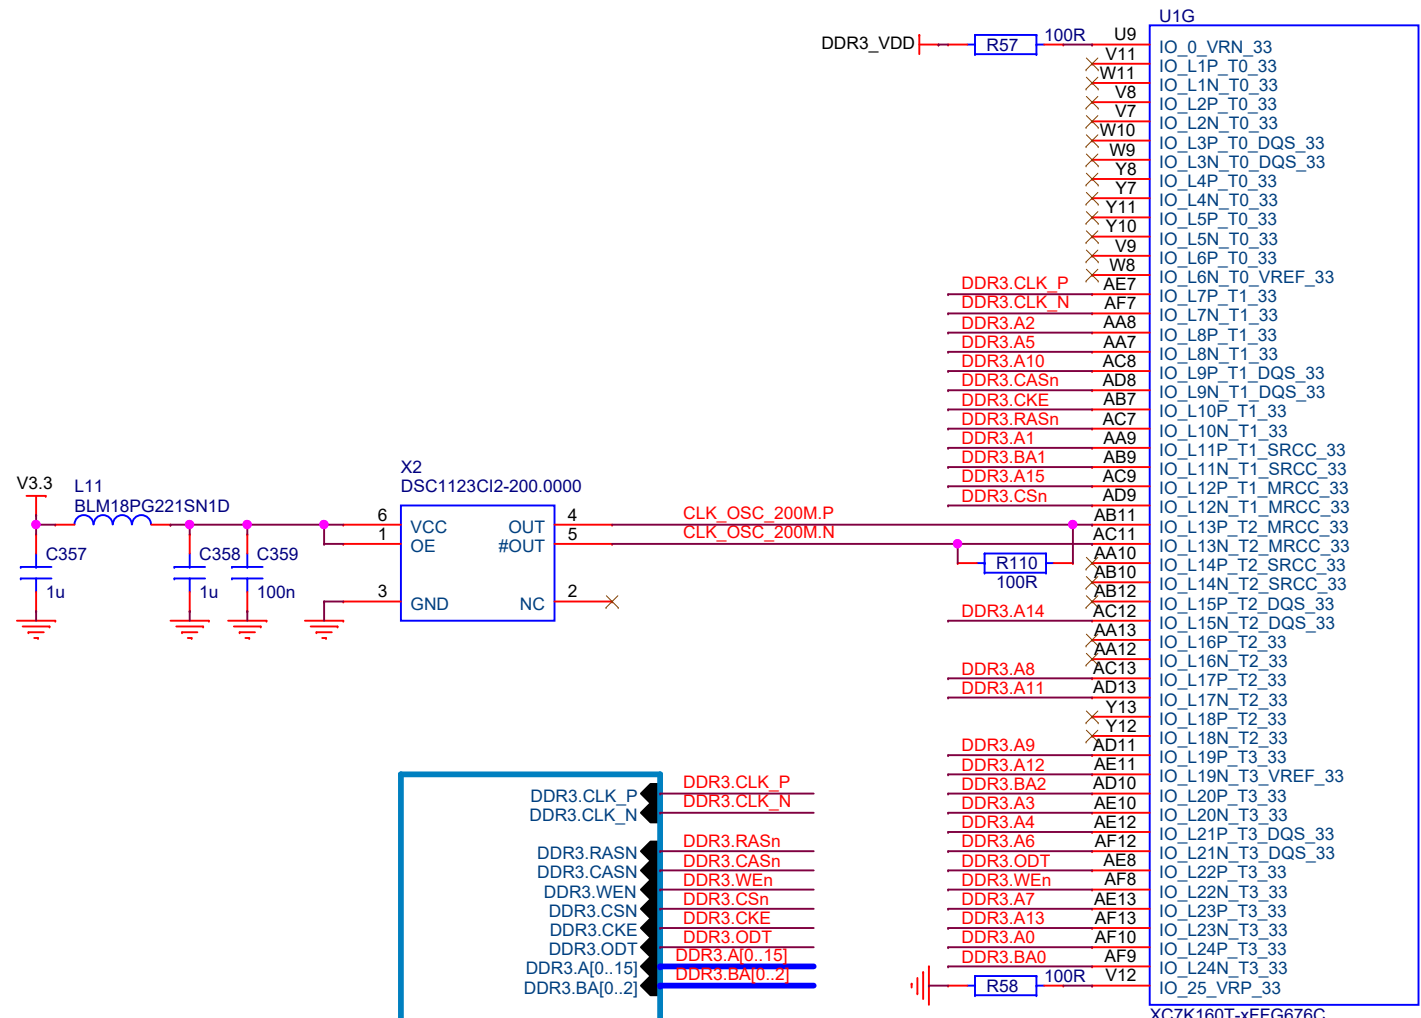 U1G
DDR3_VDD R57 100R U9 IO_0_VRN_33
V11 IO_L1P_T0_33
W11 IO_L1N_T0_33
V8 IO_L2P_T0_33
V7 IO_L2N_T0_33
W10 IO_L3P_T0_DQS_33
W9 IO_L3N_T0_DQS_33
Y8 IO_L4P_T0_33
Y7 IO_L4N_T0_33
Y11 IO_L5P_T0_33
Y10 IO_L5N_T0_33
V9 IO_L6P_T0_33
W8 IO_L6N_T0_VREF_33
DDR3.CLK_P AE7 IO_L7P_T1_33
DDR3.CLK_N AF7 IO_L7N_T1_33
DDR3.A2 AA8 IO_L8P_T1_33
DDR3.A5 AA7 IO_L8N_T1_33
DDR3.A10 AC8 IO_L9P_T1_DQS_33
DDR3.CASn AD8 IO_L9N_T1_DQS_33
DDR3.CKE AB7 IO_L10P_T1_33
DDR3.RASn AC7 IO_L10N_T1_33
DDR3.A1 AA9 IO_L11P_T1_SRCC_33
DDR3.BA1 AB9 IO_L11N_T1_SRCC_33
DDR3.A15 AC9 IO_L12P_T1_MRCC_33
DDR3.CSn AD9 IO_L12N_T1_MRCC_33
AB11 IO_L13P_T2_MRCC_33
AC11 IO_L13N_T2_MRCC_33
AA10 IO_L14P_T2_SRCC_33
AB10 IO_L14N_T2_SRCC_33
AB12 IO_L15P_T2_DQS_33
DDR3.A14 AC12 IO_L15N_T2_DQS_33
AA13 IO_L16P_T2_33
AA12 IO_L16N_T2_33
DDR3.A8 AC13 IO_L17P_T2_33
DDR3.A11 AD13 IO_L17N_T2_33
Y13 IO_L18P_T2_33
Y12 IO_L18N_T2_33
DDR3.A9 AD11 IO_L19P_T3_33
DDR3.A12 AE11 IO_L19N_T3_VREF_33
DDR3.BA2 AD10 IO_L20P_T3_33
DDR3.A3 AE10 IO_L20N_T3_33
DDR3.A4 AE12 IO_L21P_T3_DQS_33
DDR3.A6 AF12 IO_L21N_T3_DQS_33
DDR3.ODT AE8 IO_L22P_T3_33
DDR3.WEn AF8 IO_L22N_T3_33
DDR3.A7 AE13 IO_L23P_T3_33
DDR3.A13 AF13 IO_L23N_T3_33
DDR3.A0 AF10 IO_L24P_T3_33
DDR3.BA0 AF9 IO_L24N_T3_33
R58 100R V12 IO_25_VRP_33
XC7K160T-xFFG676C
X2
DSC1123CI2-200.0000
V3.3 L11
BLM18PG221SN1D
6 VCC OUT 4 CLK_OSC_200M.P
1 OE #OUT 5 CLK_OSC_200M.N
3 GND NC 2
C357
1u
C358
1u
C359
100n
R110
100R
DDR3.CLK_P DDR3.CLK_P
DDR3.CLK_N DDR3.CLK_N
DDR3.RASN DDR3.RASn
DDR3.CASN DDR3.CASn
DDR3.WEN DDR3.WEn
DDR3.CSN DDR3.CSn
DDR3.CKE DDR3.CKE
DDR3.ODT DDR3.ODT
DDR3.A[0..15] DDR3.A[0..15]
DDR3.BA[0..2] DDR3.BA[0..2]